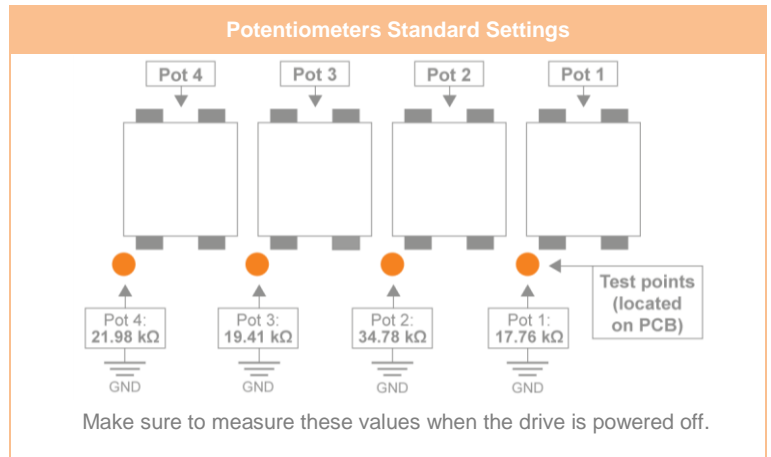 Potentiometers Standard Settings
Pot 4
Pot 3
Pot 2
Pot 1
Test points
(located
on PCB)
Pot 4:
21.98 kΩ
Pot 3:
19.41 kΩ
Pot 2:
34.78 kΩ
Pot 1:
17.76 kΩ
GND
GND
GND
GND
Make sure to measure these values when the drive is powered off.